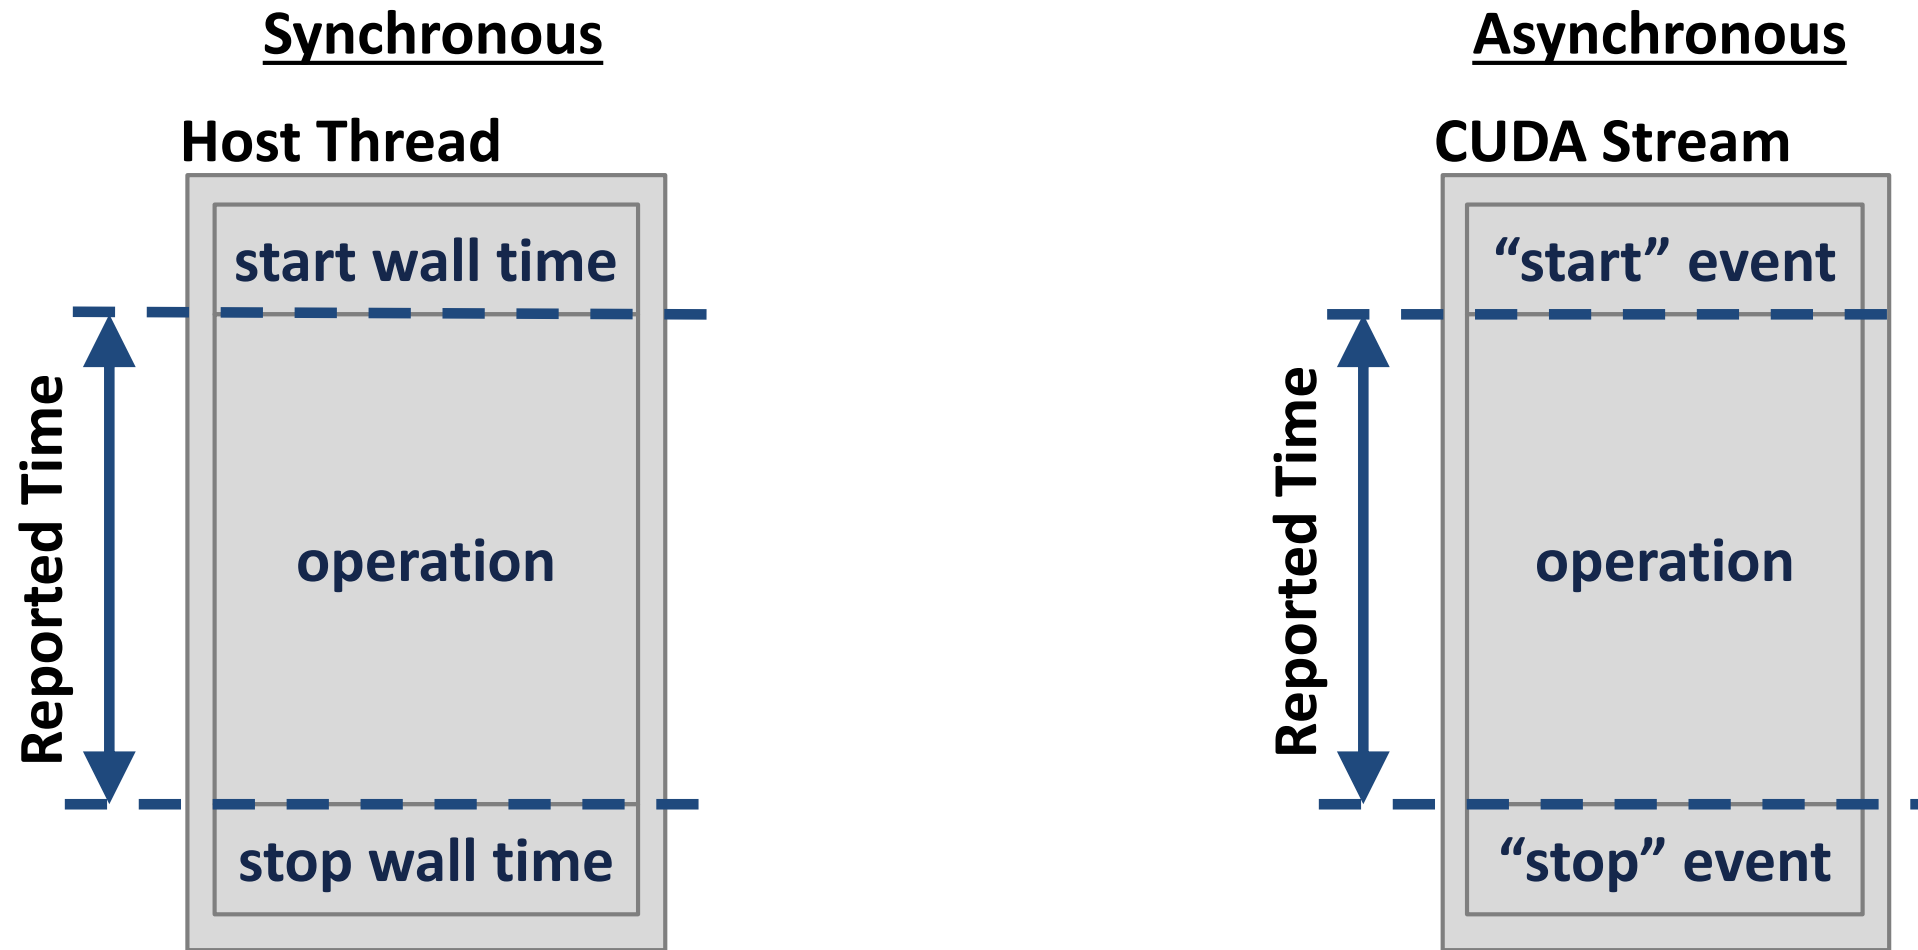 Synchronous
Host Thread
start wall time
Reported Time
operation
stop wall time
Asynchronous
CUDA Stream
“start” event
Reported Time
operation
“stop” event